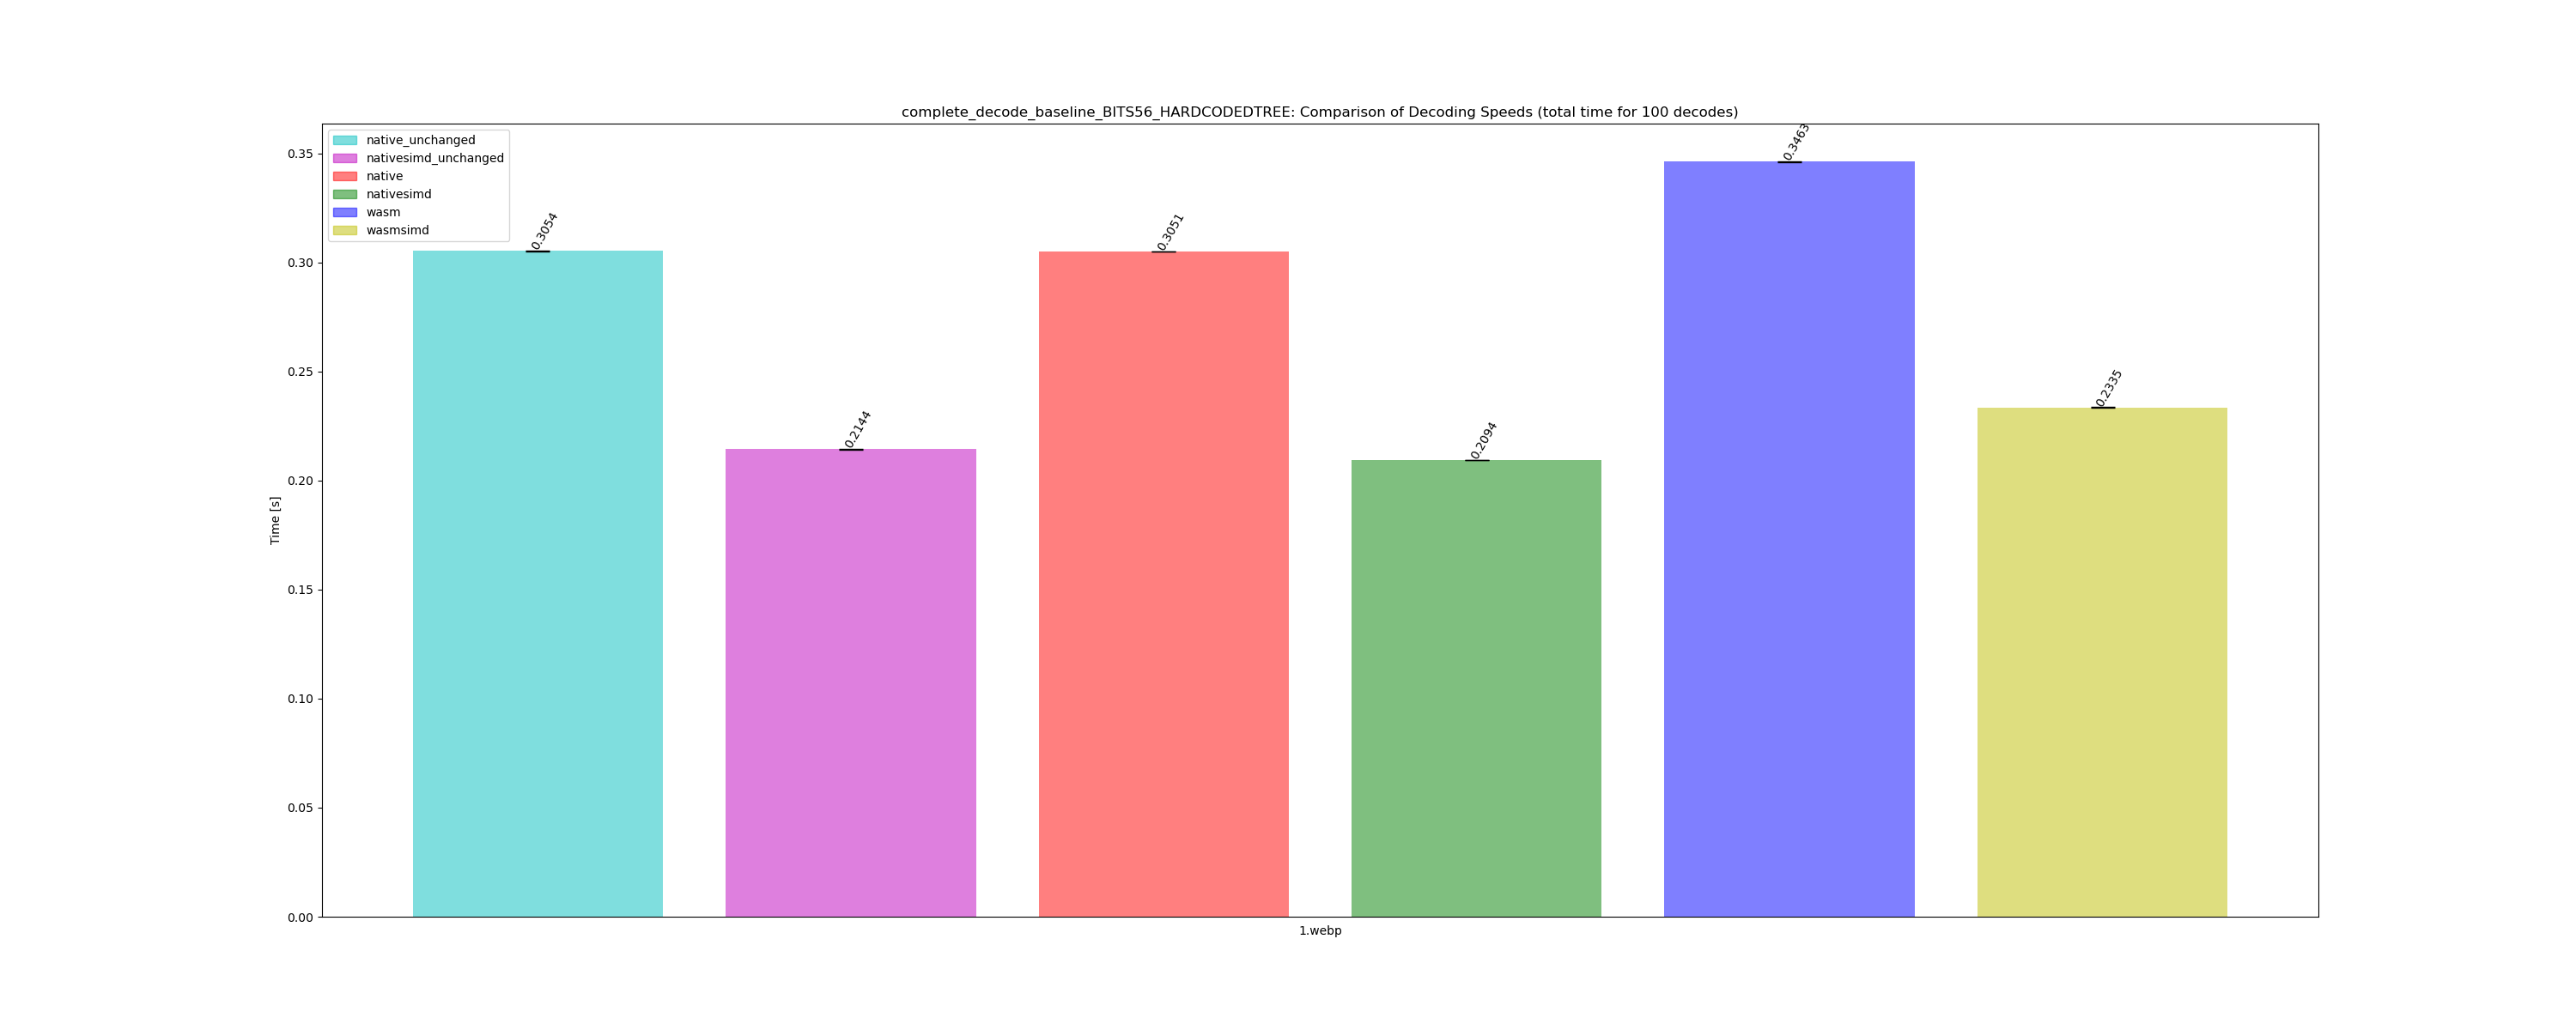 complete_decode_baseline_BITS56_HARDCODEDTREE: Comparison of Decoding Speeds (total time for 100 decodes)
native_unchanged
nativesimd_unchanged
native
nativesimd
wasm
wasmsimd
Time [s]
0.35
0.30
0.25
0.20
0.15
0.10
0.05
0.00
0.3054
0.2144
0.3051
0.2094
0.3463
0.2335
1.webp